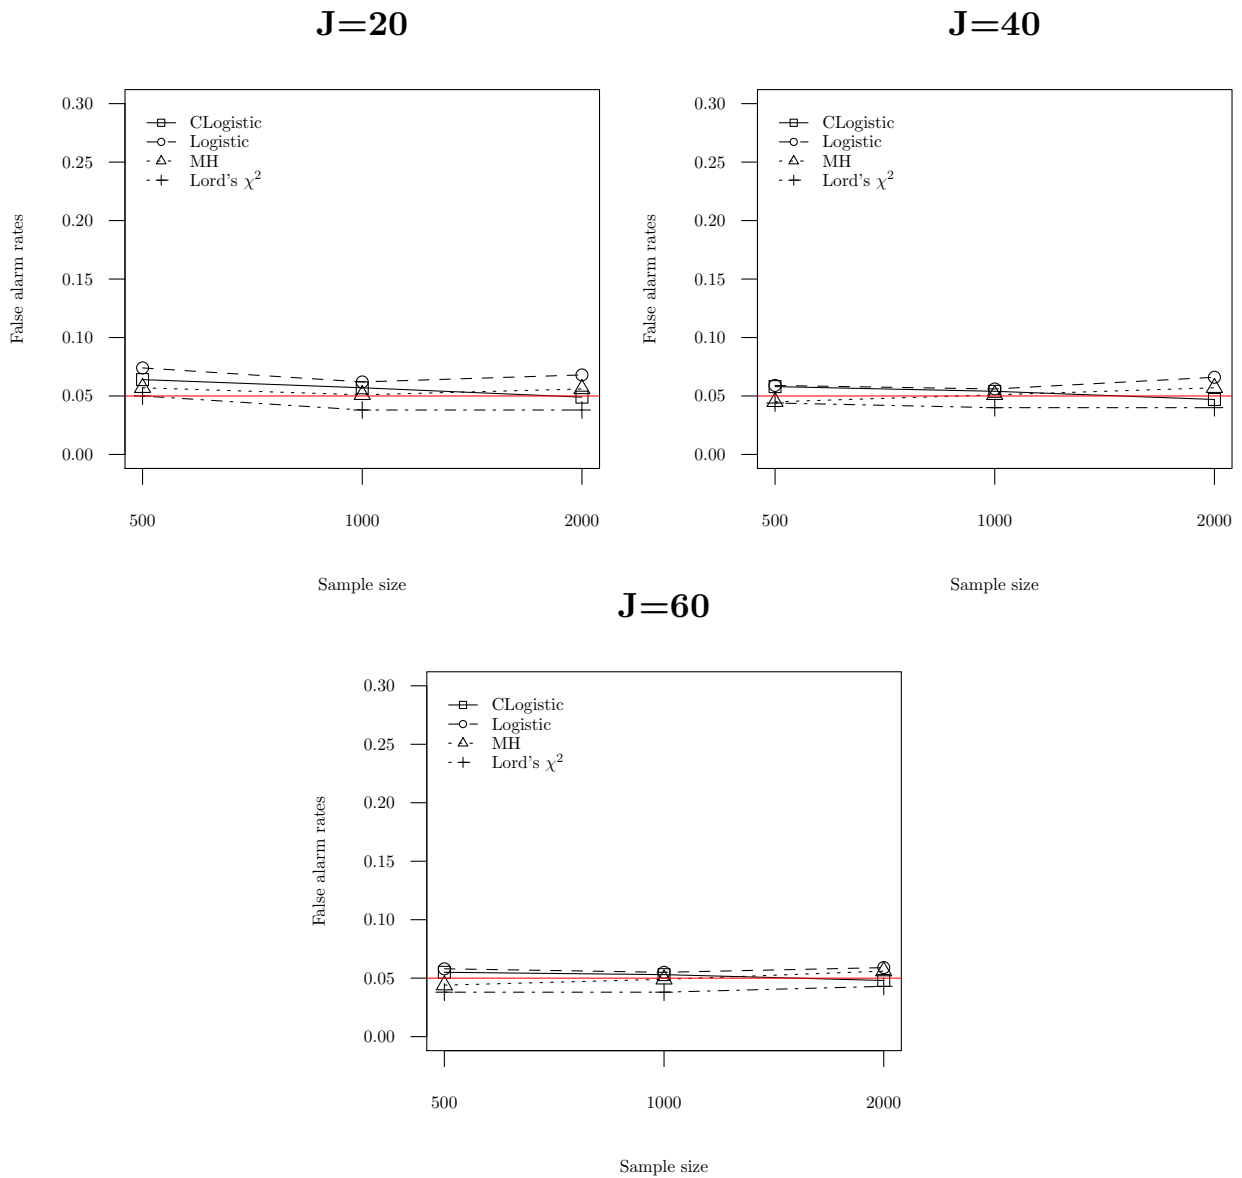 J=20
False alarm rates
0.30
0.25
0.20
0.15
0.10
0.05
0.00
CLogistic
Logistic
MH
Lord's χ²
500 1000 2000
Sample size
J=40
False alarm rates
0.30
0.25
0.20
0.15
0.10
0.05
0.00
CLogistic
Logistic
MH
Lord's χ²
500 1000 2000
Sample size
J=60
False alarm rates
0.30
0.25
0.20
0.15
0.10
0.05
0.00
CLogistic
Logistic
MH
Lord's χ²
500 1000 2000
Sample size